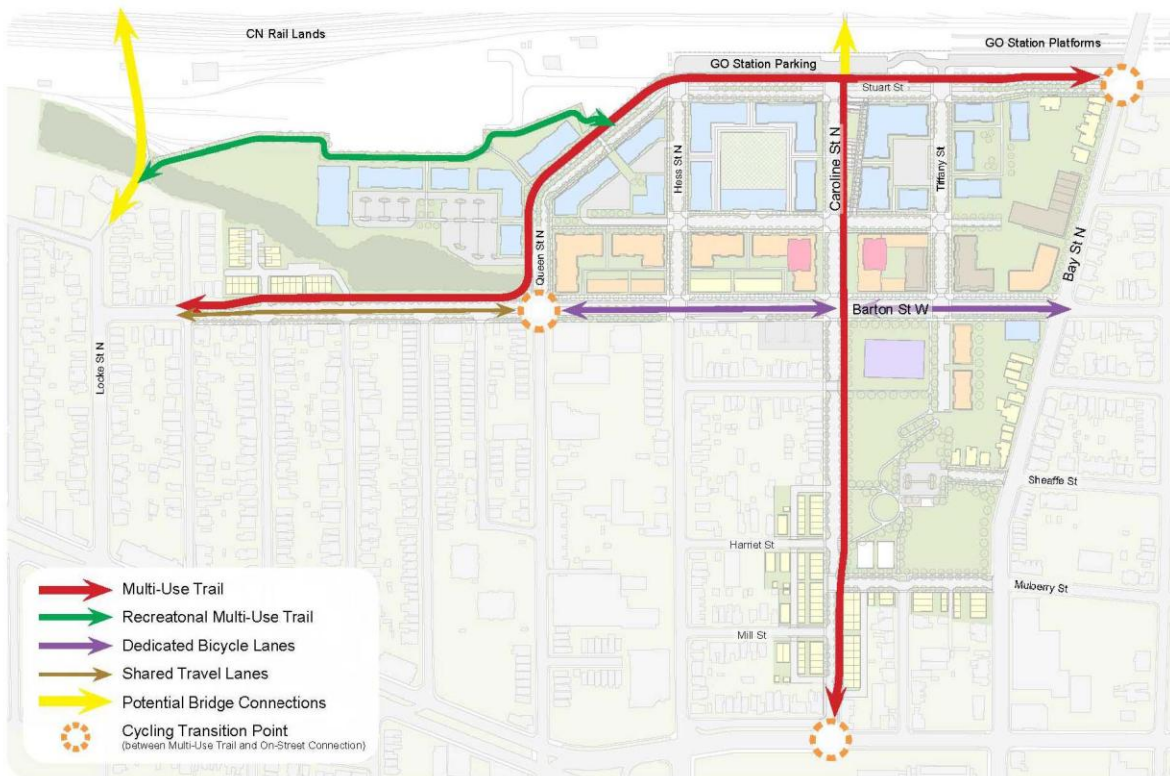 CN Rail Lands
GO Station Platforms
GO Station Parking
Stuart St
Hess St N
Caroline St N
Tiffany St
Queen St N
Bay St N
Barton St W
Locke St N
Sheaffe St
Harriet St
Mulberry St
Mill St
Multi-Use Trail
Recreatonal Multi-Use Trail
Dedicated Bicycle Lanes
Shared Travel Lanes
Potential Bridge Connections
Cycling Transition Point
(between Multi-Use Trail and On-Street Connection)